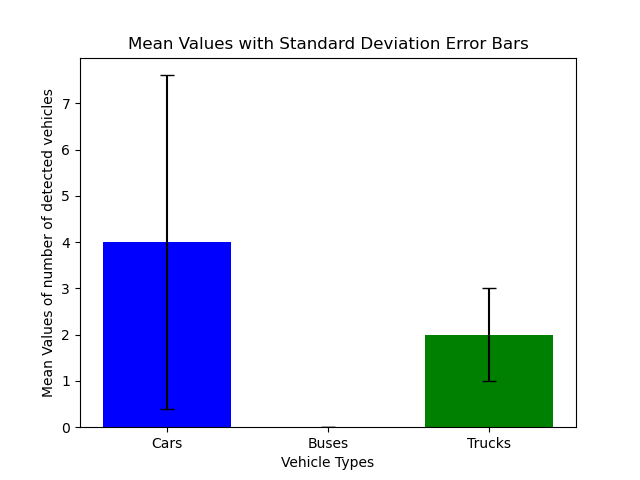 Mean Values with Standard Deviation Error Bars
Mean Values of number of detected vehicles
7
6
5
4
3
2
1
0
Cars Buses Trucks
Vehicle Types